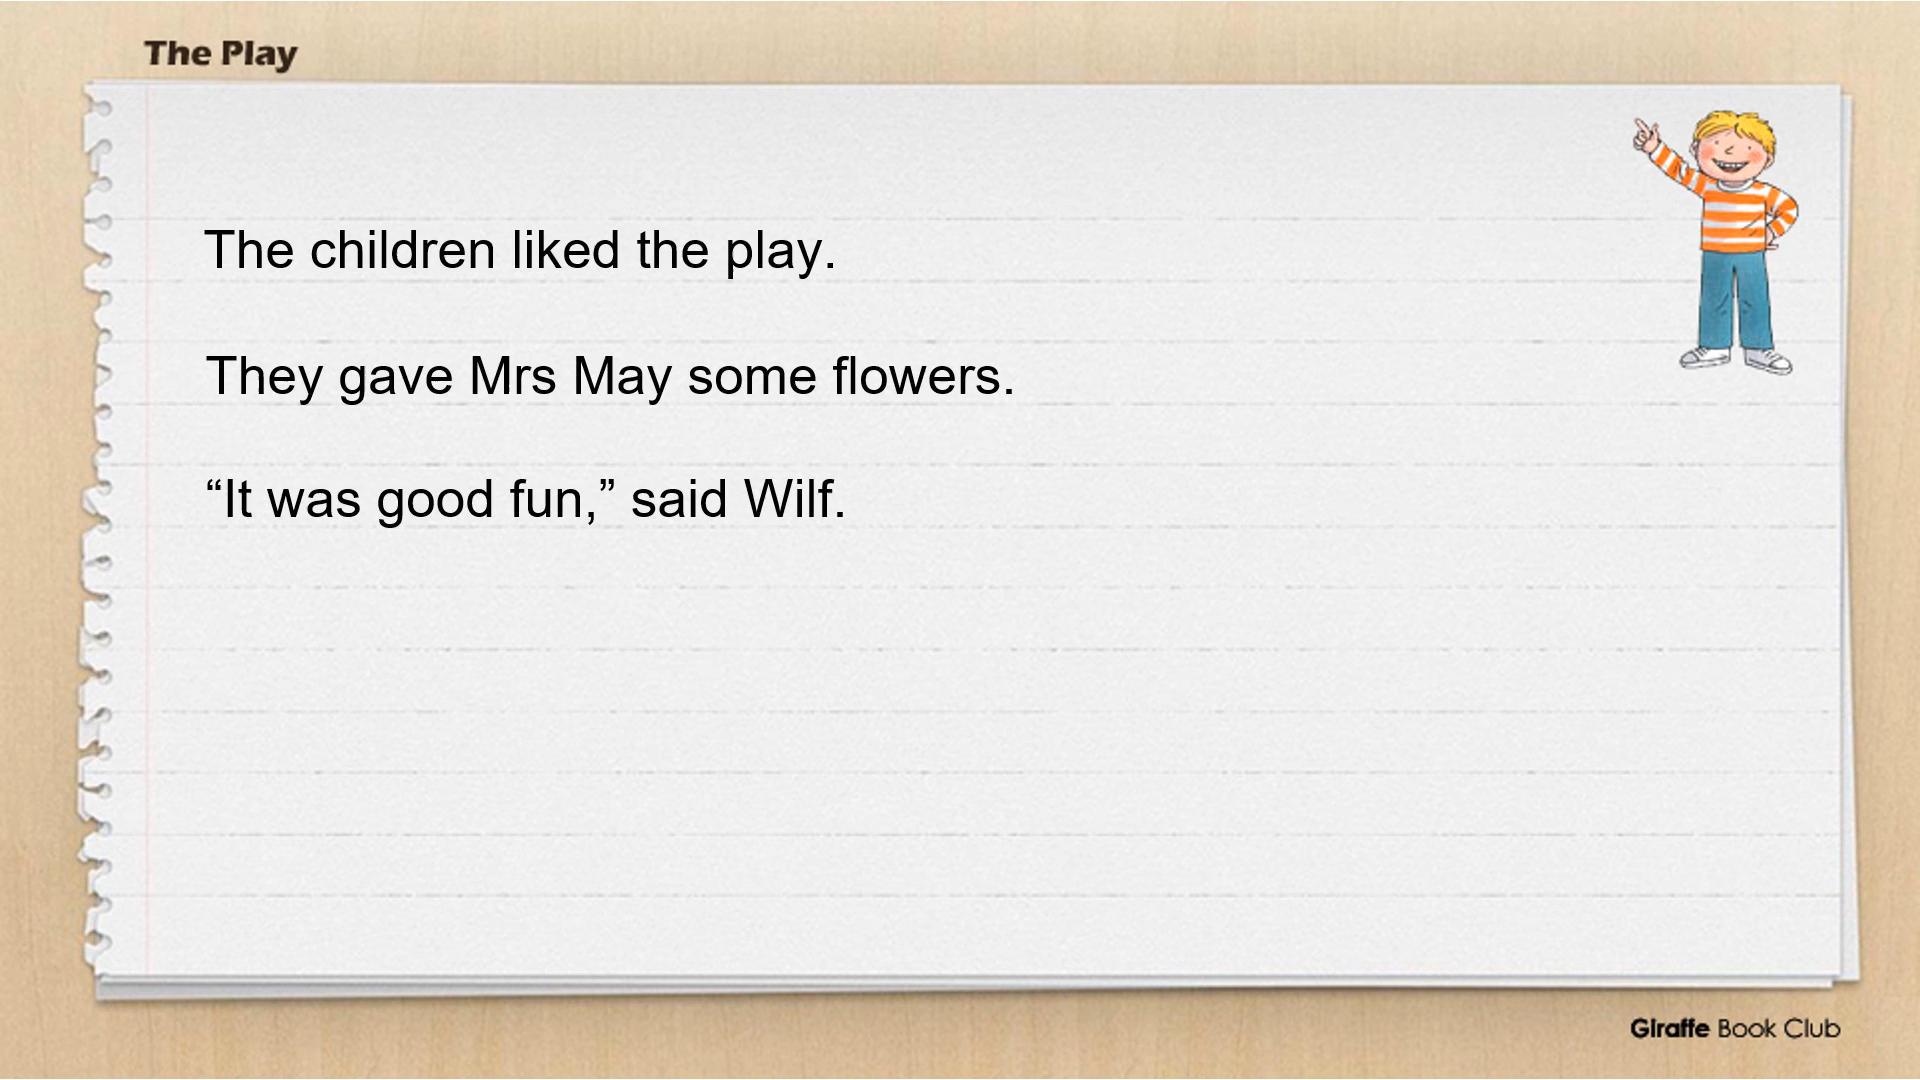 The Play
The children liked the play.
They gave Mrs May some flowers.
“It was good fun,” said Wilf.
Giraffe Book Club